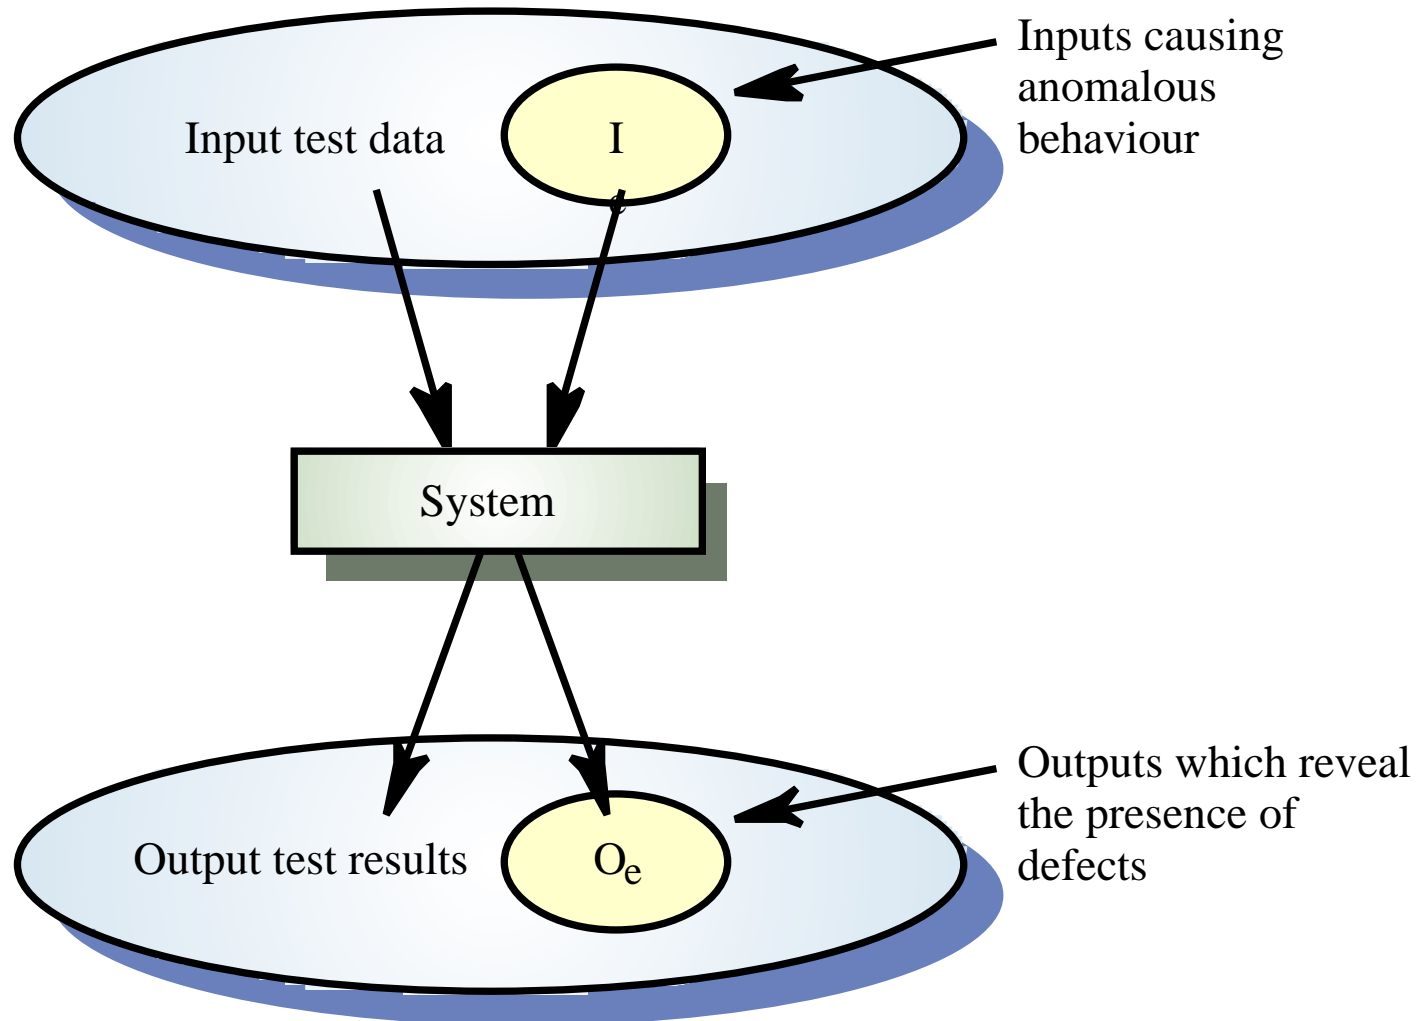 Inputs causing
anomalous
behaviour
Input test data
I
e
System
Outputs which reveal
the presence of
defects
Output test results
Oe